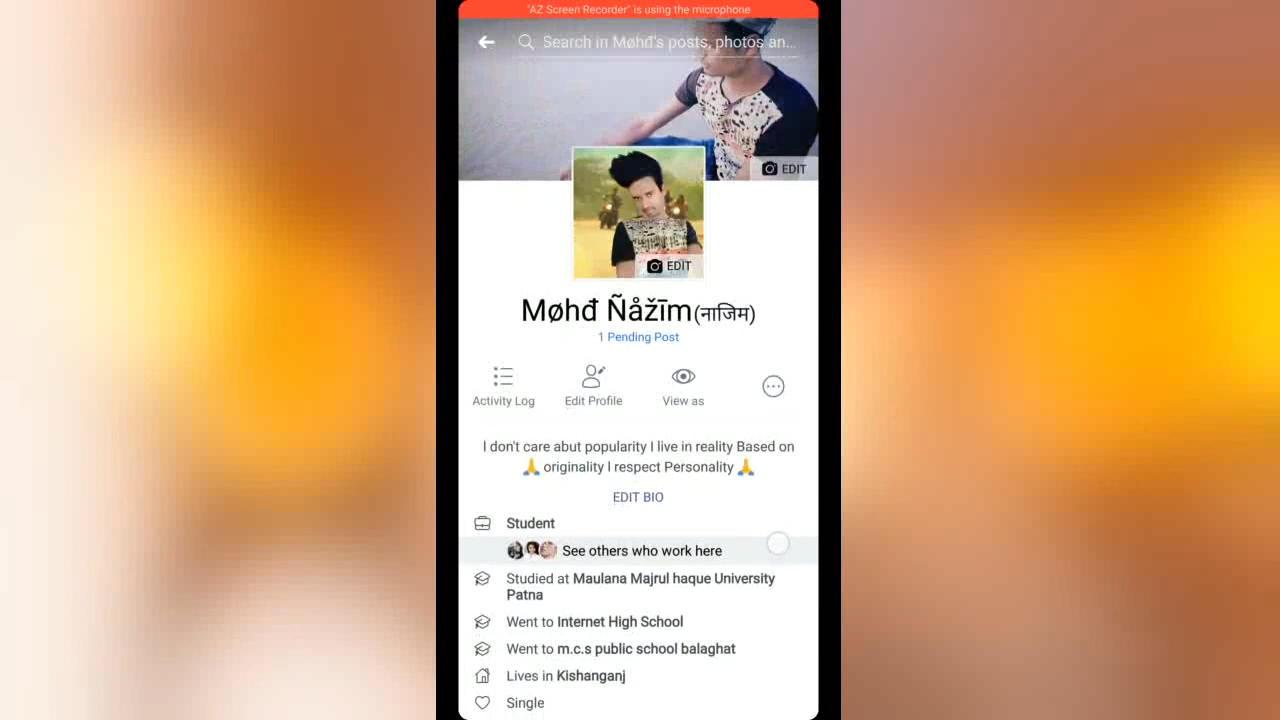 "AZ Screen Recorder" is using the microphone
Search in Møhđ's posts, photos an...
EDIT
EDIT
Møhđ Ñåžīm(नाजिम)
1 Pending Post
Activity Log
Edit Profile
View as
I don't care abut popularity I live in reality Based on
🙏 originality I respect Personality 🙏
EDIT BIO
Student
See others who work here
Studied at Maulana Majrul haque University
Patna
Went to Internet High School
Went to m.c.s public school balaghat
Lives in Kishanganj
Single